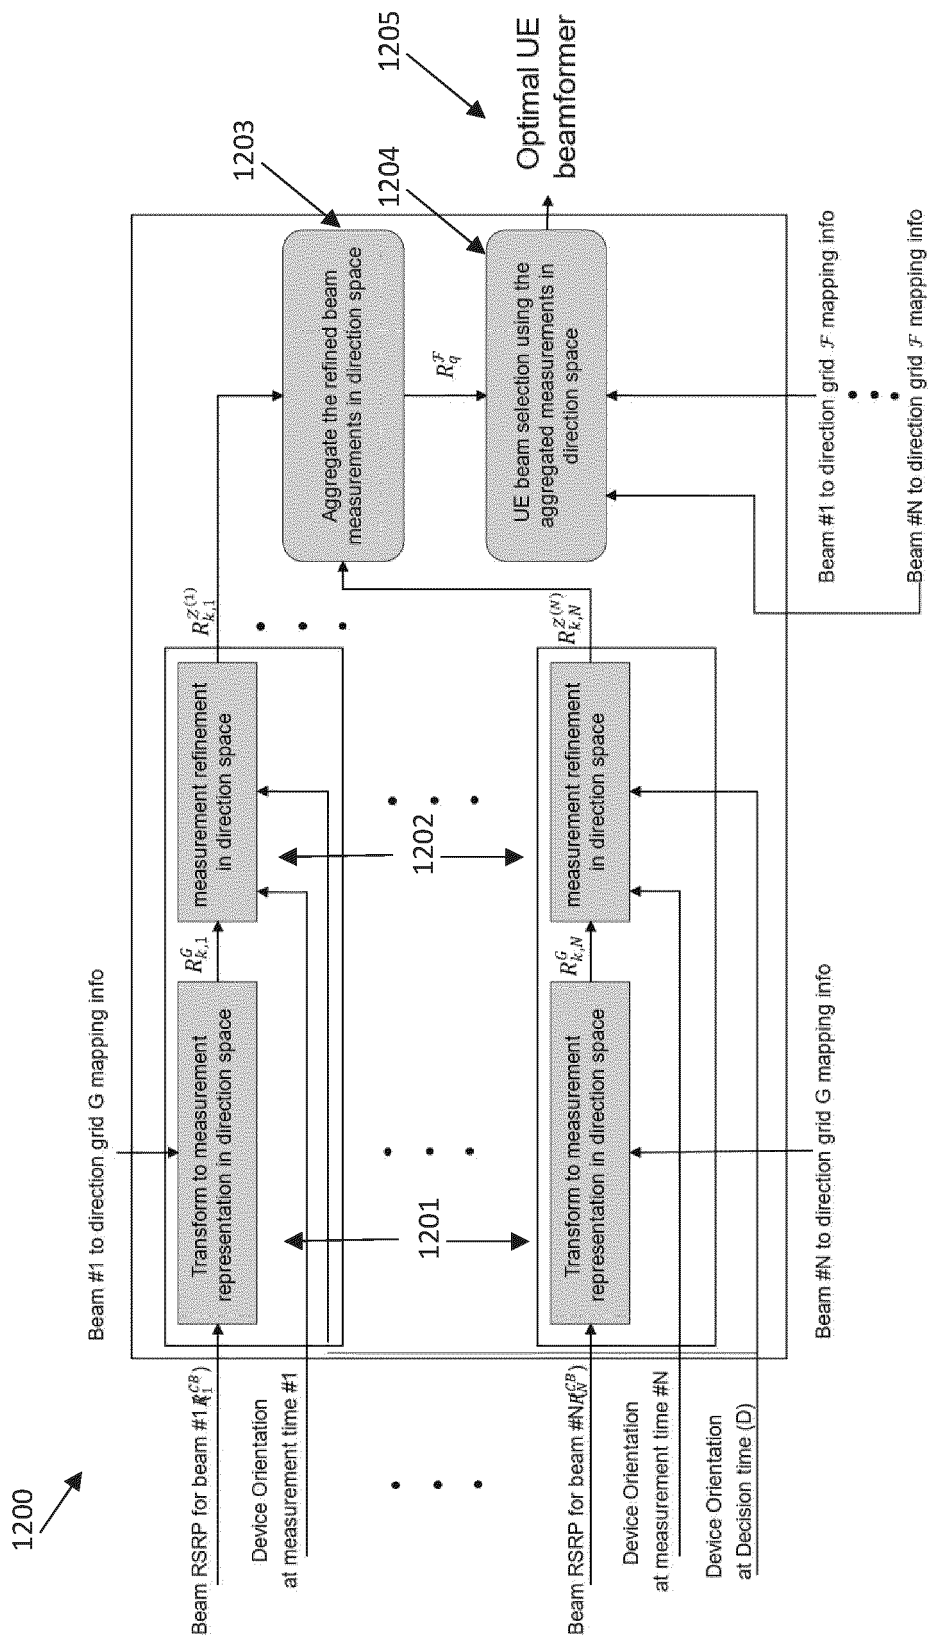 1200
Beam #1 to direction grid G mapping info
Beam RSRP for beam #1
Device Orientation
at measurement time #1
Transform to measurement
representation in direction space
R_{k,1}^{G}
measurement refinement
in direction space
R_{k,1}^{Z^{(1)}}
1201
1202
Beam RSRP for beam #N
Device Orientation
at measurement time #N
Device Orientation
at Decision time (D)
Transform to measurement
representation in direction space
R_{k,N}^{G}
measurement refinement
in direction space
R_{k,N}^{Z^{(N)}}
Beam #N to direction grid G mapping info
1203
Aggregate the refined beam
measurements in direction space
R_{q}^{ℱ}
1204
UE beam selection using the
aggregated measurements in
direction space
1205
Optimal UE
beamformer
Beam #1 to direction grid ℱ mapping info
Beam #N to direction grid ℱ mapping info